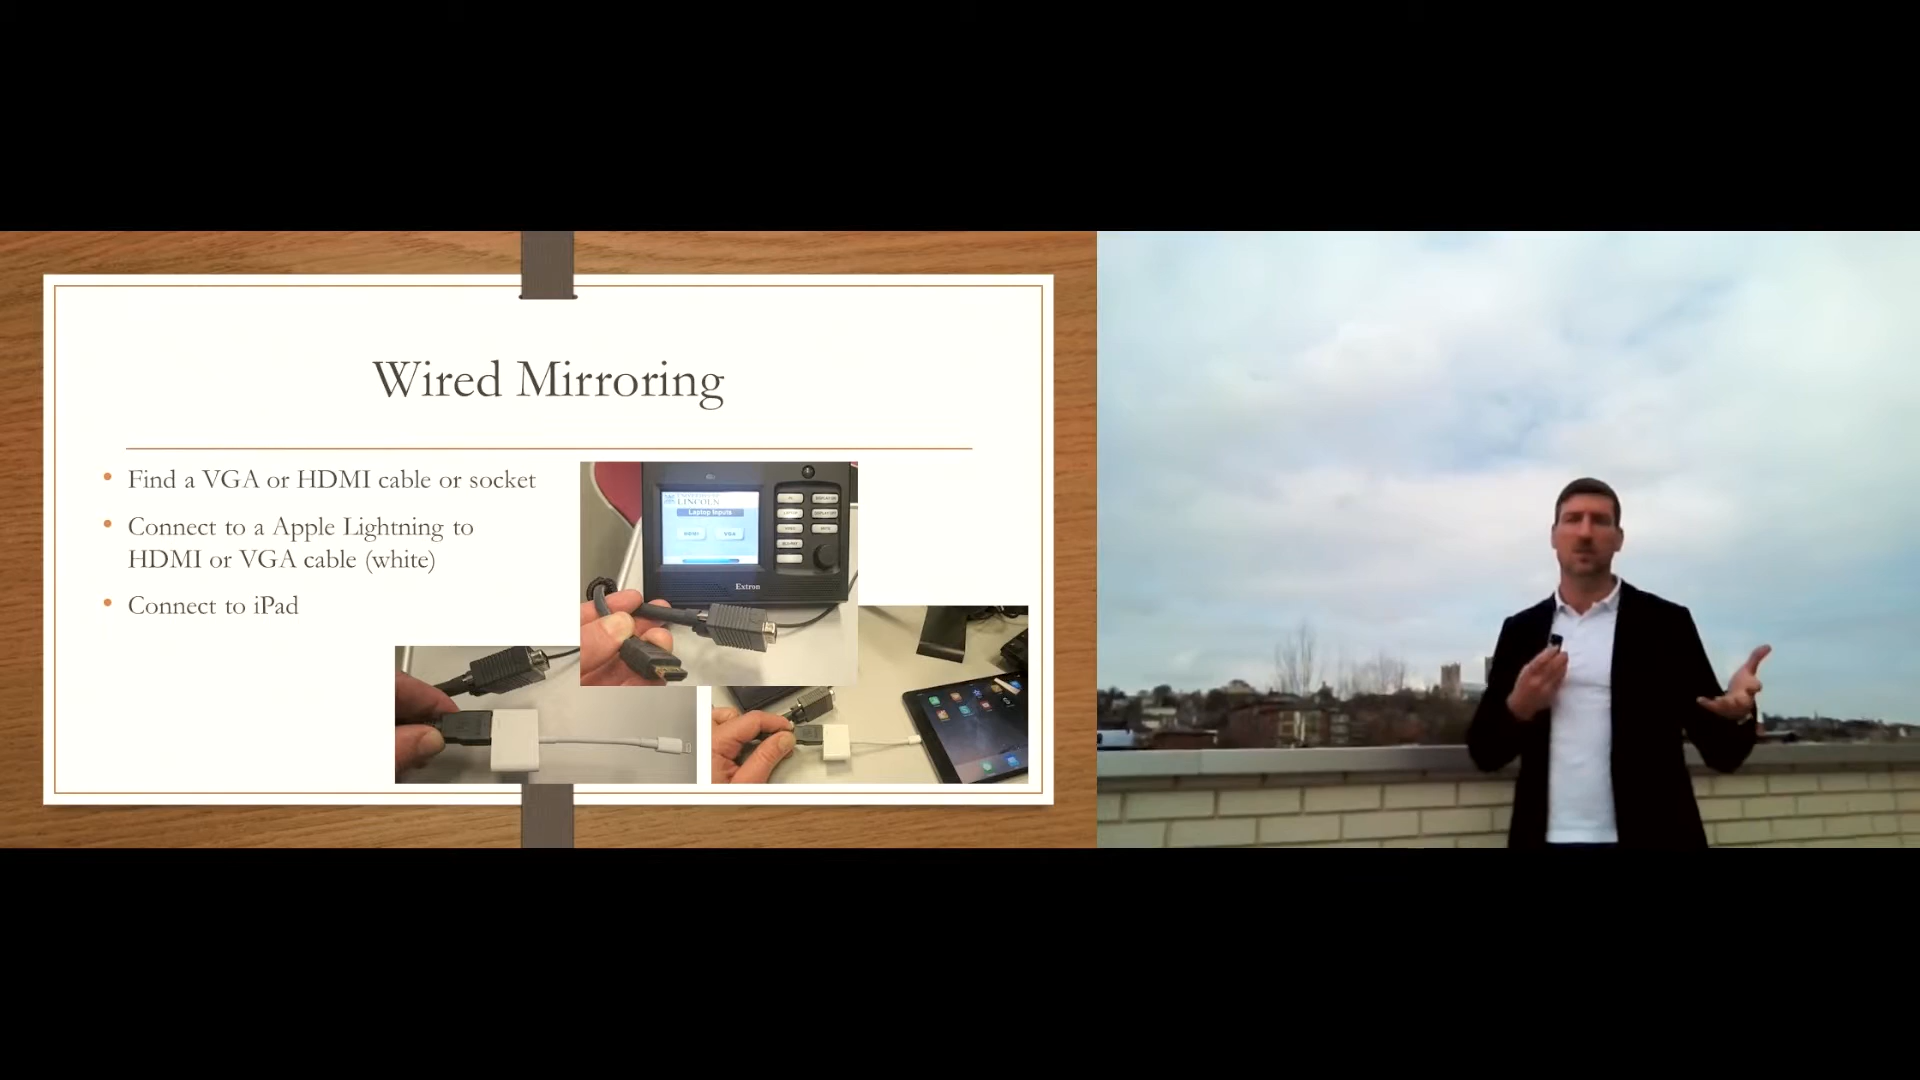 Wired Mirroring
• Find a VGA or HDMI cable or socket
• Connect to a Apple Lightning to
HDMI or VGA cable (white)
• Connect to iPad
LINCOLN
Laptop Inputs
HDMI
VGA
Extron